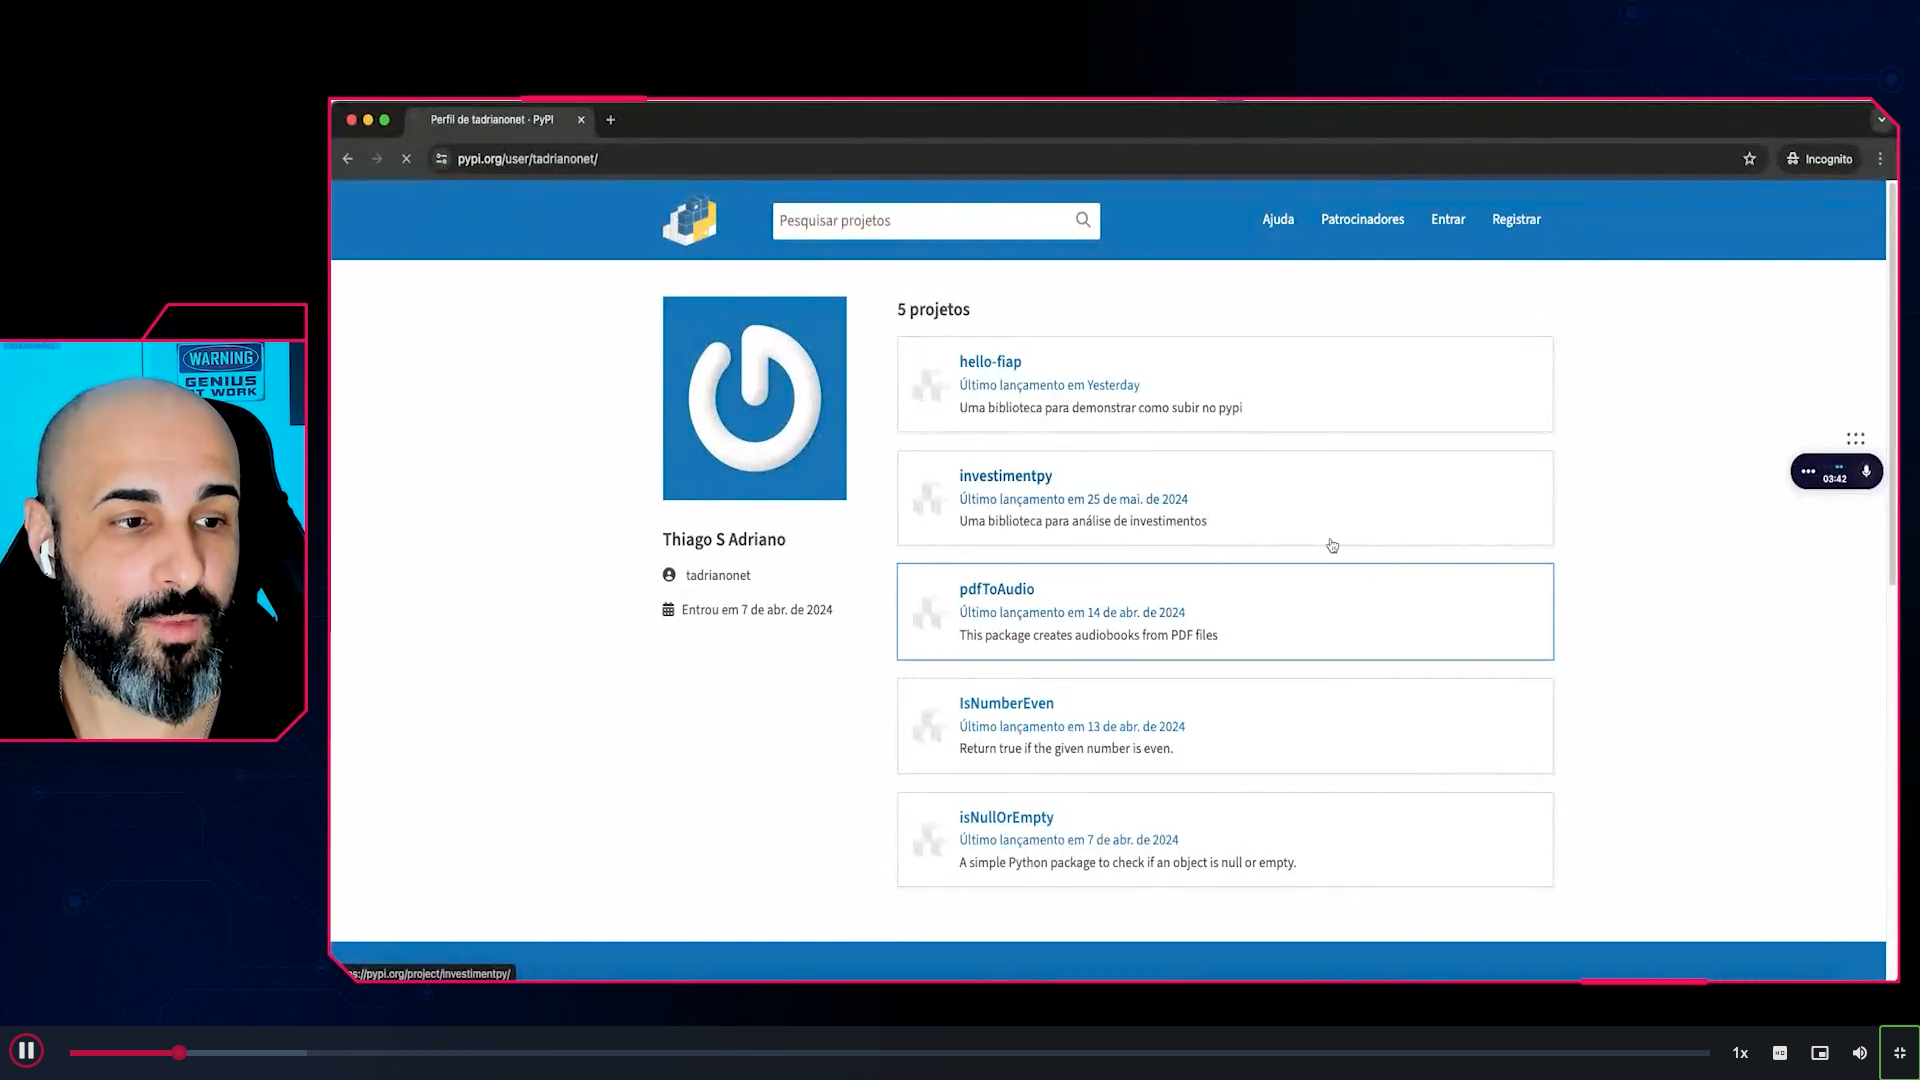 Perfil de tadrianonet · PyPI
pypi.org/user/tadrianonet/
Incognito
Pesquisar projetos
Ajuda
Patrocinadores
Entrar
Registrar
5 projetos
hello-fiap
Último lançamento em Yesterday
Uma biblioteca para demonstrar como subir no pypi
investimentpy
Último lançamento em 25 de mai. de 2024
Uma biblioteca para análise de investimentos
pdfToAudio
Último lançamento em 14 de abr. de 2024
This package creates audiobooks from PDF files
IsNumberEven
Último lançamento em 13 de abr. de 2024
Return true if the given number is even.
isNullOrEmpty
Último lançamento em 7 de abr. de 2024
A simple Python package to check if an object is null or empty.
Thiago S Adriano
tadrianonet
Entrou em 7 de abr. de 2024
WARNING
GENIUS
AT WORK
03:42
s://pypi.org/project/investimentpy/
1x
HD